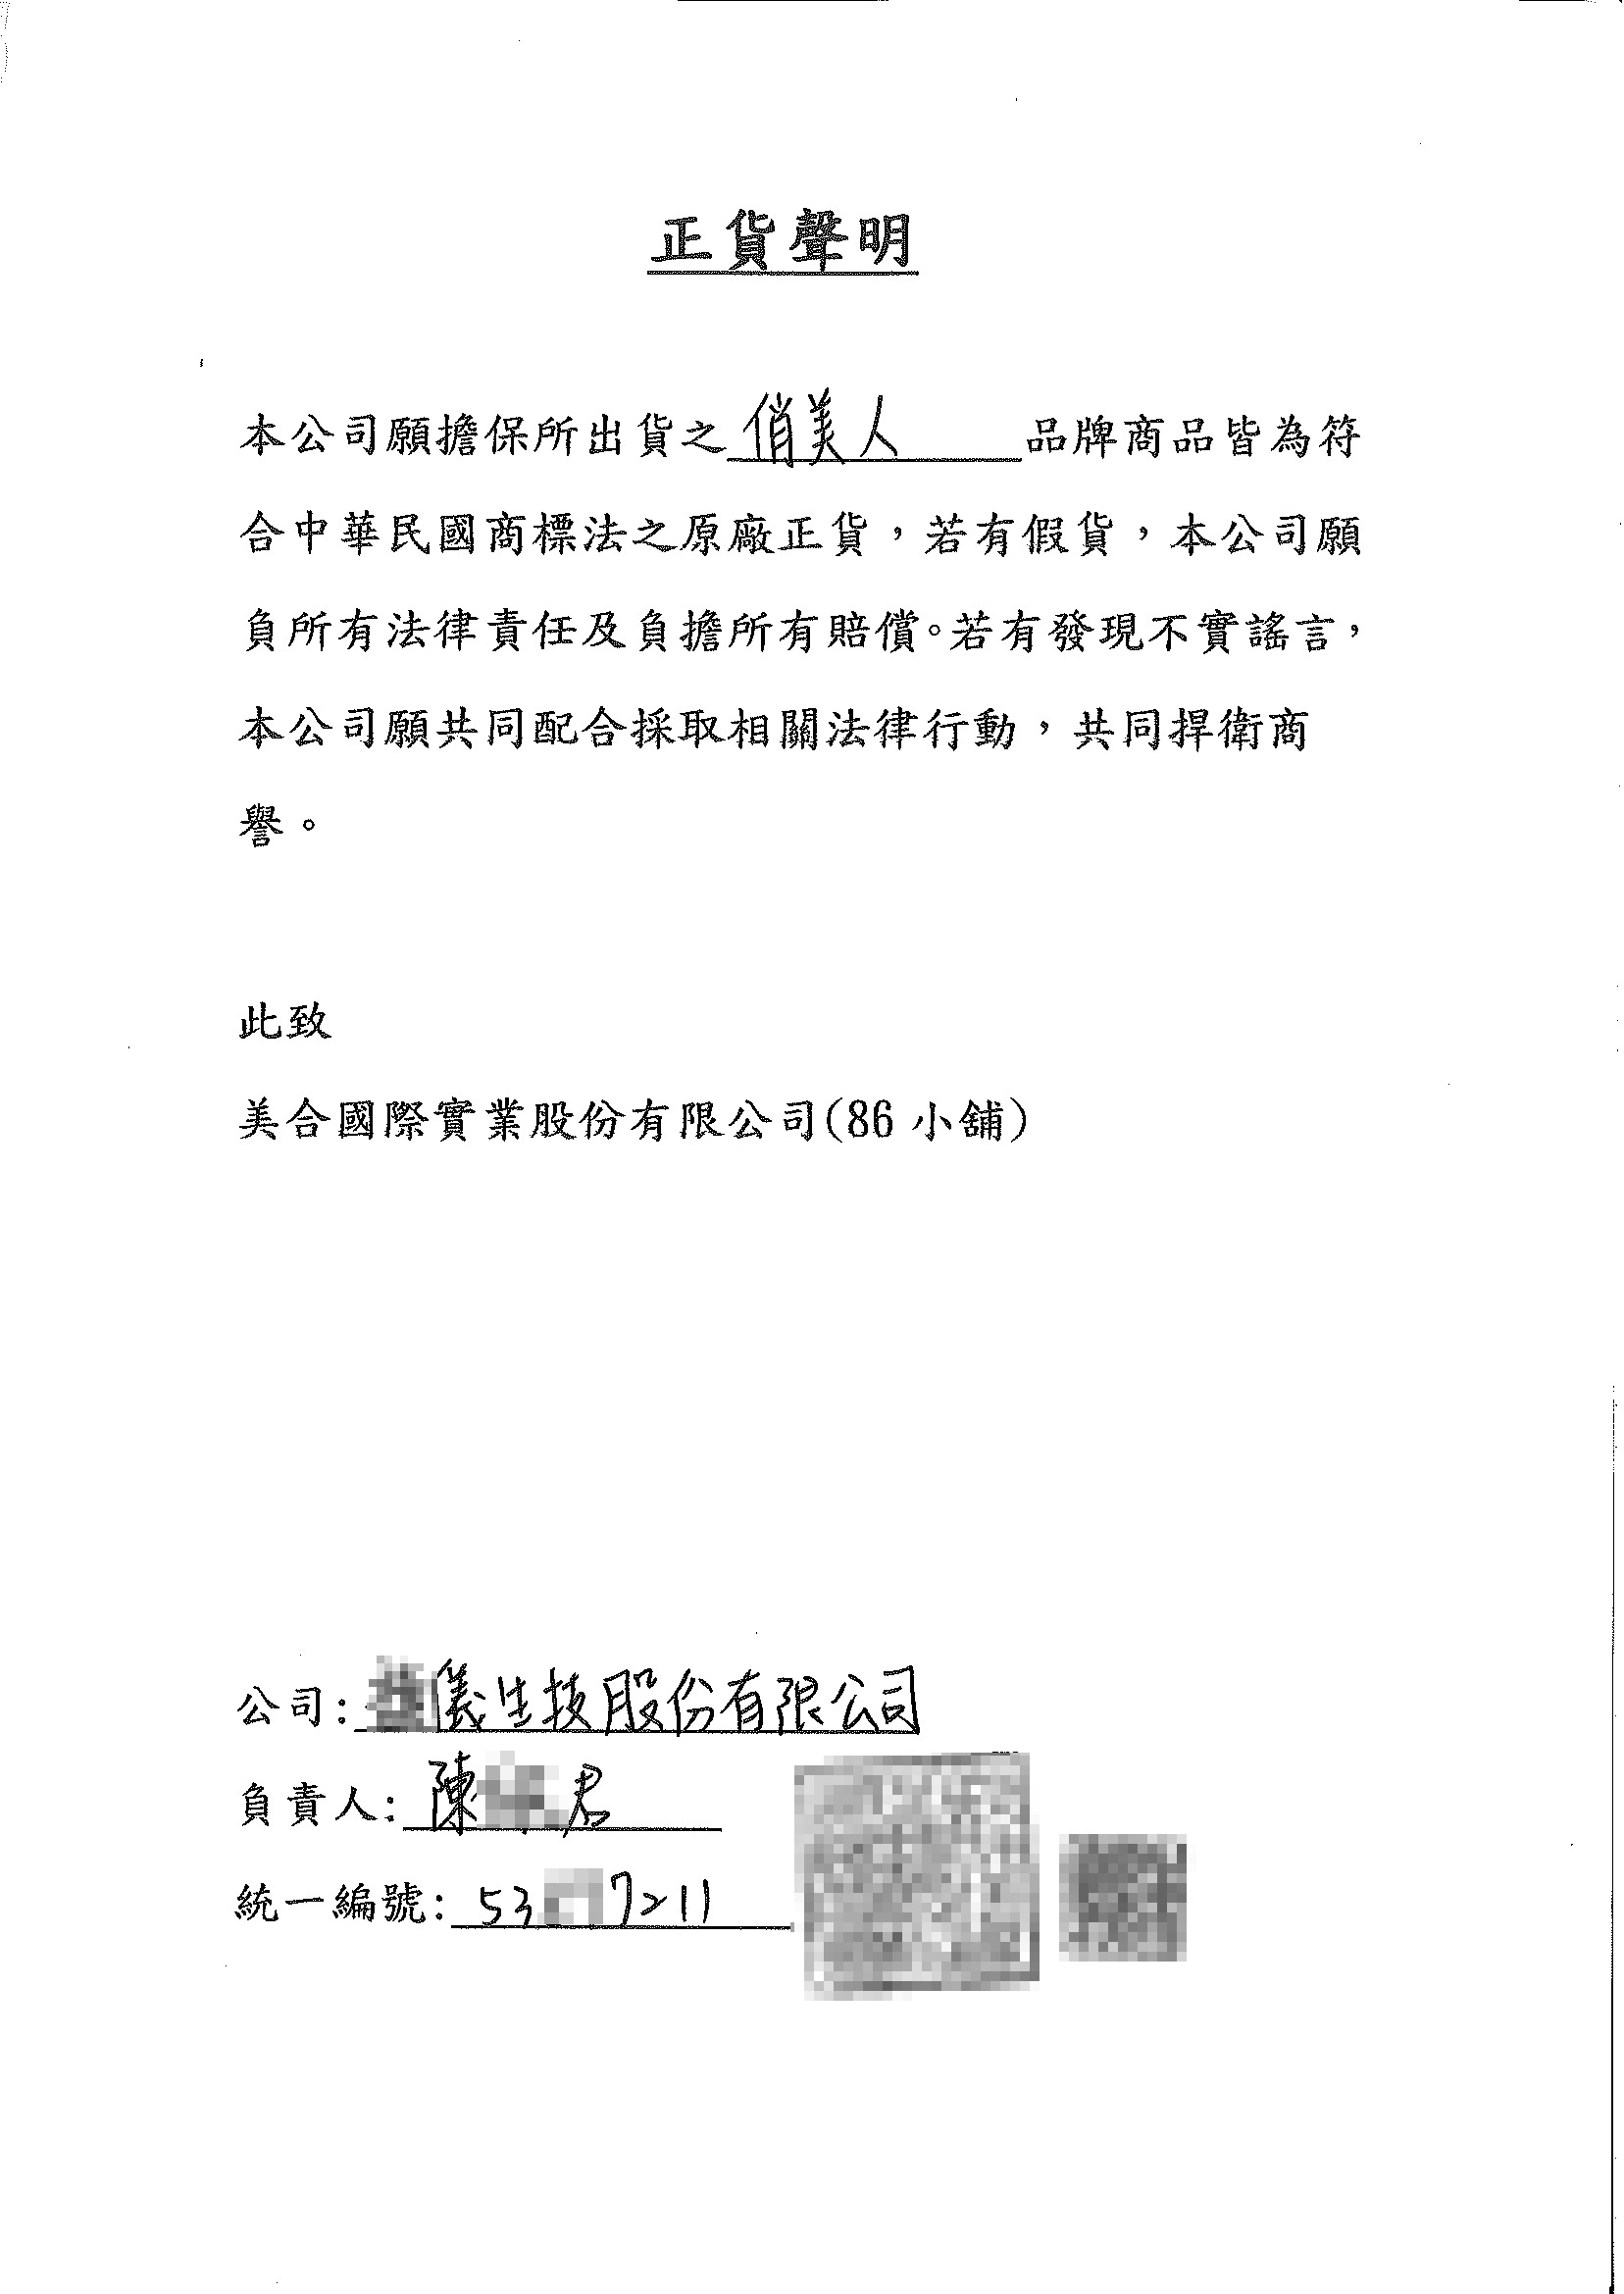 正貨聲明
本公司願擔保所出貨之俏美人品牌商品皆為符
合中華民國商標法之原廠正貨，若有假貨，本公司願
負所有法律責任及負擔所有賠償。若有發現不實謠言，
本公司願共同配合採取相關法律行動，共同捍衛商
譽。
此致
美合國際實業股份有限公司(86 小舖)
公司:儀生技股份有限公司
負責人:陳君
統一編號:537211